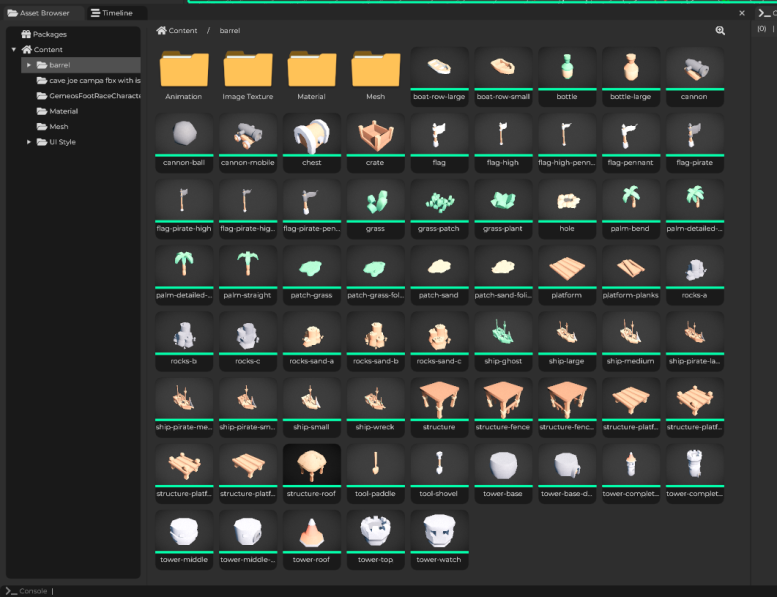 Asset Browser
Timeline
Packages
Content
barrel
cave joe campa fbx with is
GemeosFootRaceCharacte
Material
Mesh
UI Style
Content / barrel
Animation
Image Texture
Material
Mesh
boat-row-large
boat-row-small
bottle
bottle-large
cannon
cannon-ball
cannon-mobile
chest
crate
flag
flag-high
flag-high-penn...
flag-pennant
flag-pirate
flag-pirate-high
flag-pirate-hig...
flag-pirate-pen...
grass
grass-patch
grass-plant
hole
palm-bend
palm-detailed-...
palm-detailed-...
palm-straight
patch-grass
patch-grass-fol...
patch-sand
patch-sand-foli...
platform
platform-planks
rocks-a
rocks-b
rocks-c
rocks-sand-a
rocks-sand-b
rocks-sand-c
ship-ghost
ship-large
ship-medium
ship-pirate-la...
ship-pirate-me...
ship-pirate-sm...
ship-small
ship-wreck
structure
structure-fence
structure-fenc...
structure-platf...
structure-platf...
structure-platf...
structure-platf...
structure-roof
tool-paddle
tool-shovel
tower-base
tower-base-d...
tower-complet...
tower-complet...
tower-middle
tower-middle-...
tower-roof
tower-top
tower-watch
(0)
Console